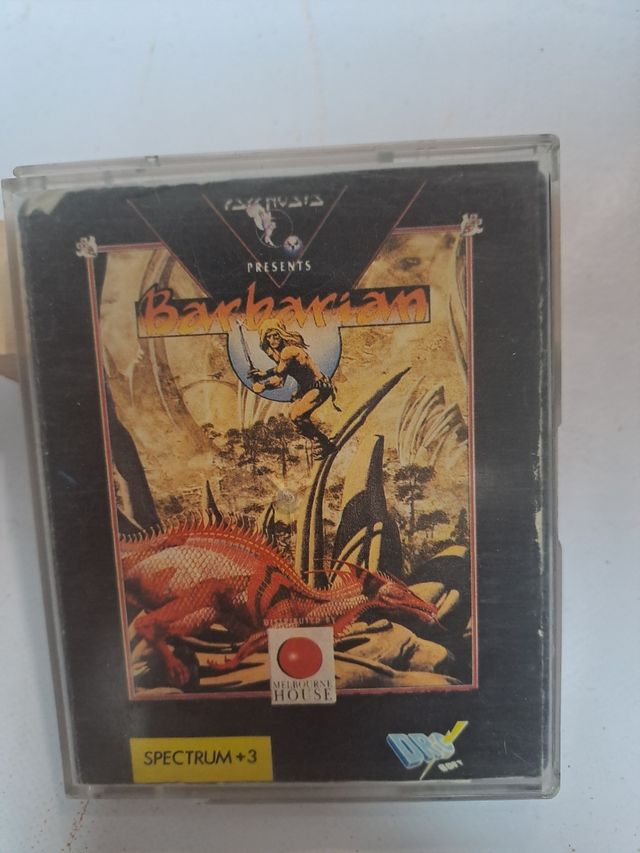 PSYGNOSIS
PRESENTS
Barbarian
DISTRIBUTED BY
MELBOURNE
HOUSE
SPECTRUM +3
DRO
SOFT